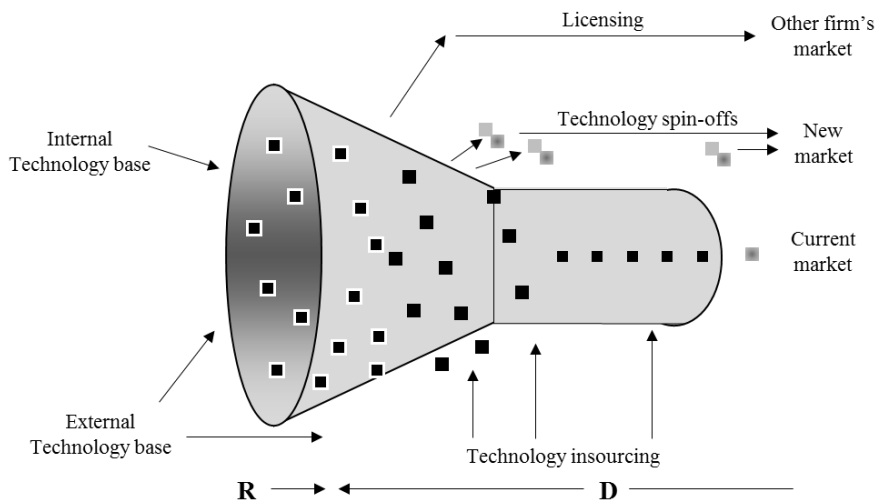 Licensing
Other firm's
market
Technology spin-offs
New
market
Internal
Technology base
Current
market
External
Technology base
Technology insourcing
R
D